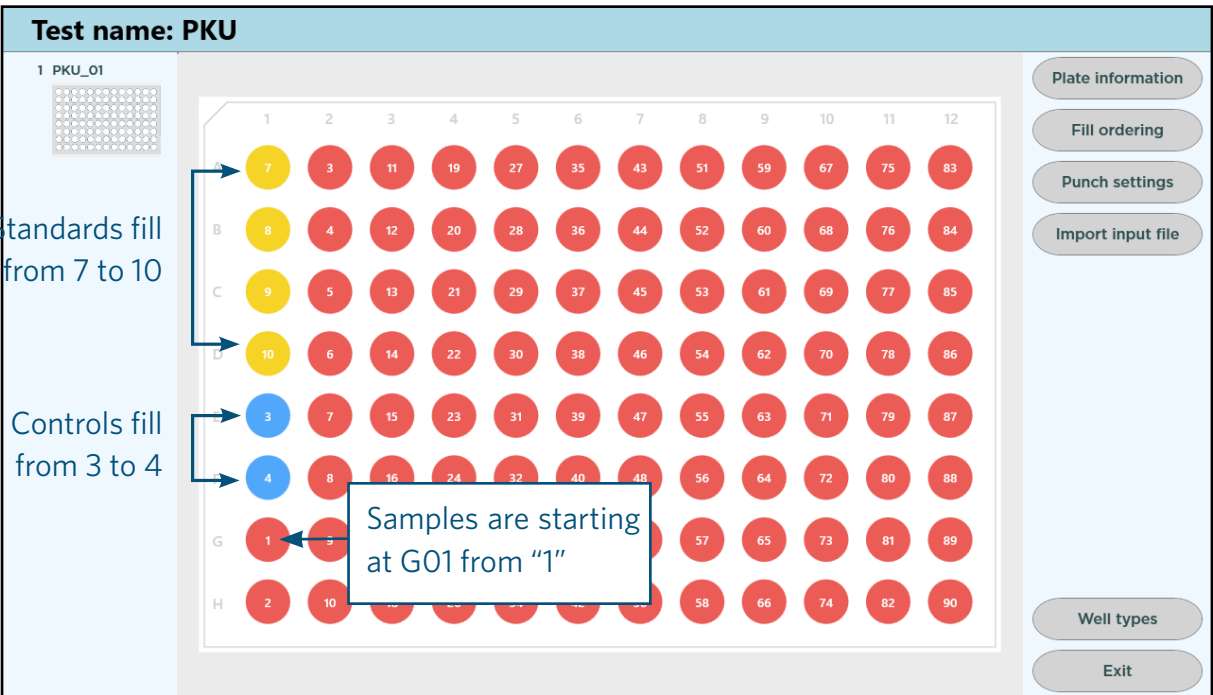 Test name: PKU
1 PKU_01
Plate information
Fill ordering
Punch settings
Import input file
1 2 3 4 5 6 7 8 9 10 11 12
A 7 3 11 19 27 35 43 51 59 67 75 83
B 8 4 12 20 28 36 44 52 60 68 76 84
C 9 5 13 21 29 37 45 53 61 69 77 85
D 10 6 14 22 30 38 46 54 62 70 78 86
3 7 15 23 31 39 47 55 63 71 79 87
4 8 16 24 32 40 48 56 64 72 80 88
G 1 9 57 65 73 81 89
H 2 10 58 66 74 82 90
Standards fill
from 7 to 10
Controls fill
from 3 to 4
Samples are starting
at G01 from “1”
Well types
Exit